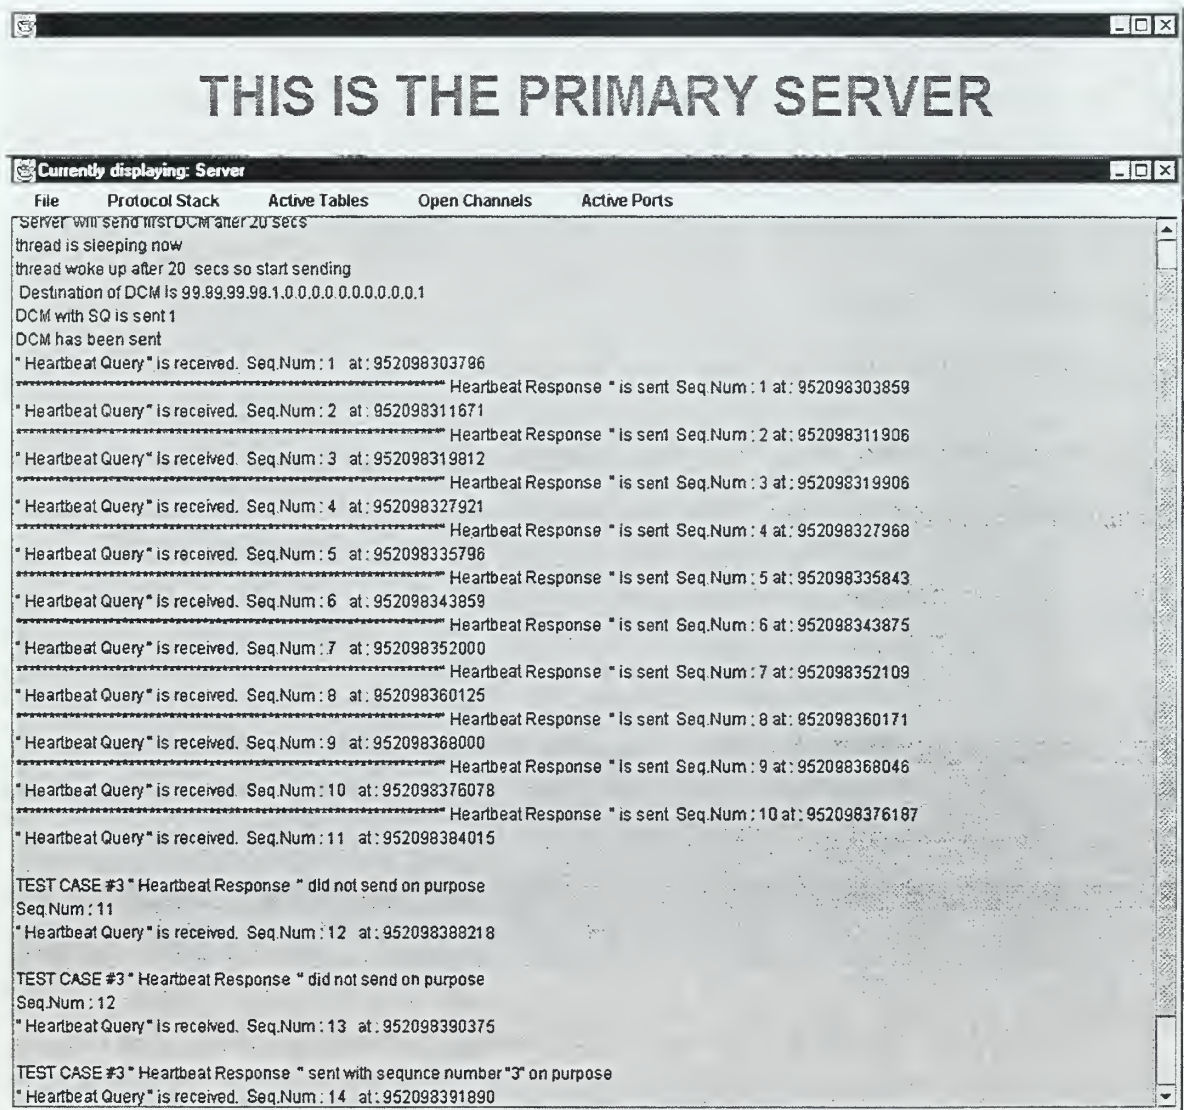 THIS IS THE PRIMARY SERVER
Currently displaying: Server
File Protocol Stack Active Tables Open Channels Active Ports
"Server" will send first DCM after 20 secs
thread is sleeping now
thread woke up after 20 secs so start sending
Destination of DCM is 99.99.99.99.1.0.0.0.0.0.0.0.0.0.0.1
DCM with SQ is sent 1
DCM has been sent
" Heartbeat Query" is received. Seq.Num : 1 at : 952098303796
" Heartbeat Response " is sent Seq.Num : 1 at : 952098303859
" Heartbeat Query" is received. Seq.Num : 2 at : 952098311671
" Heartbeat Response " is sent Seq.Num : 2 at : 952098311906
" Heartbeat Query" is received. Seq.Num : 3 at : 952098319812
" Heartbeat Response " is sent Seq.Num : 3 at : 952098319906
" Heartbeat Query" is received. Seq.Num : 4 at : 952098327921
" Heartbeat Response " is sent Seq.Num : 4 at : 952098327968
" Heartbeat Query" is received. Seq.Num : 5 at : 952098335796
" Heartbeat Response " is sent Seq.Num : 5 at : 952098335843
" Heartbeat Query" is received. Seq.Num : 6 at : 952098343859
" Heartbeat Response " is sent Seq.Num : 6 at : 952098343875
" Heartbeat Query" is received. Seq.Num : 7 at : 952098352000
" Heartbeat Response " is sent Seq.Num : 7 at : 952098352109
" Heartbeat Query" is received. Seq.Num : 8 at : 952098360125
" Heartbeat Response " is sent Seq.Num : 8 at : 952098360171
" Heartbeat Query" is received. Seq.Num : 9 at : 952098368000
" Heartbeat Response " is sent Seq.Num : 9 at : 952098368046
" Heartbeat Query" is received. Seq.Num : 10 at : 952098376078
" Heartbeat Response " is sent Seq.Num : 10 at : 952098376187
" Heartbeat Query" is received. Seq.Num : 11 at : 952098384015
TEST CASE #3 " Heartbeat Response " did not send on purpose
Seq.Num : 11
" Heartbeat Query" is received. Seq.Num : 12 at : 952098388218
TEST CASE #3 " Heartbeat Response " did not send on purpose
Seq.Num : 12
" Heartbeat Query" is received. Seq.Num : 13 at : 952098390375
TEST CASE #3 " Heartbeat Response " sent with sequnce number "3" on purpose
" Heartbeat Query" is received. Seq.Num : 14 at : 952098391890